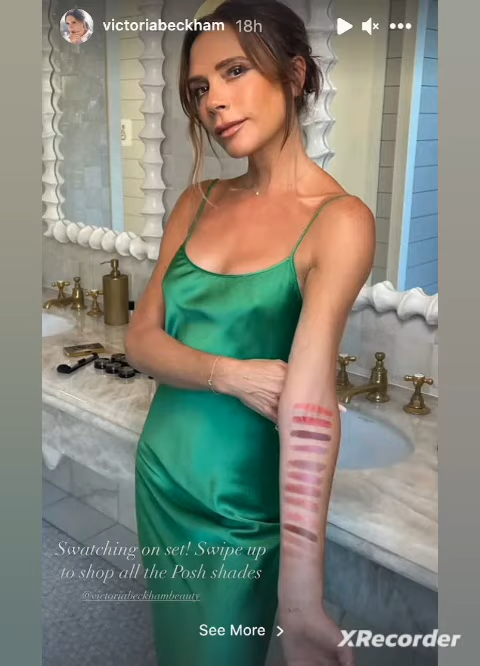 victoriabeckham 18h
Swatching on set! Swipe up
to shop all the Posh shades
@victoriabeckhambeauty
See More
XRecorder